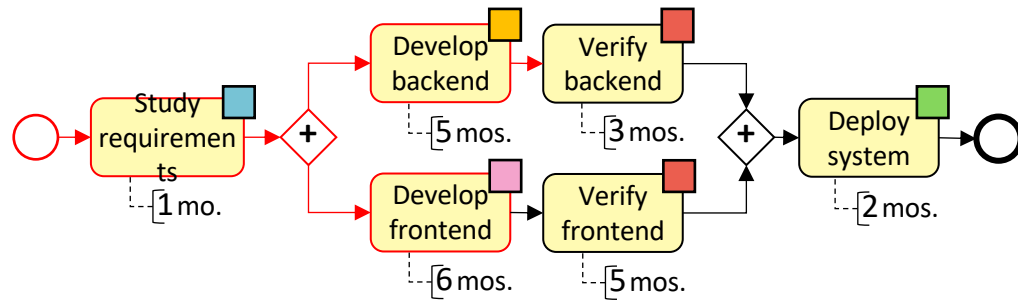 Study
requiremen
ts
1 mo.
+
Develop
backend
5 mos.
Verify
backend
3 mos.
Develop
frontend
6 mos.
Verify
frontend
5 mos.
+
Deploy
system
2 mos.